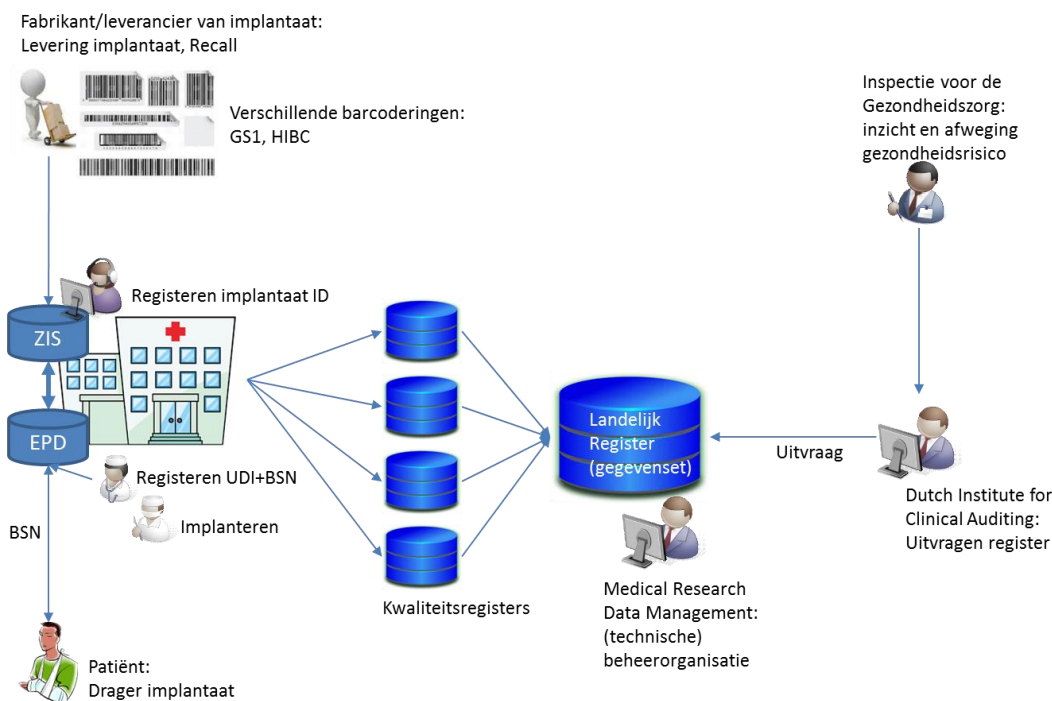 Fabrikant/leverancier van implantaat:
Levering implantaat, Recall
Verschillende barcoderingen:
GS1, HIBC
Inspectie voor de
Gezondheidszorg:
inzicht en afweging
gezondheidsrisico
Registeren implantaat ID
ZIS
EPD
Registeren UDI+BSN
Implanteren
BSN
Patiënt:
Drager implantaat
Kwaliteitsregisters
Landelijk
Register
(gegevenset)
Medical Research
Data Management:
(technische)
beheerorganisatie
Uitvraag
Dutch Institute for
Clinical Auditing:
Uitvragen register